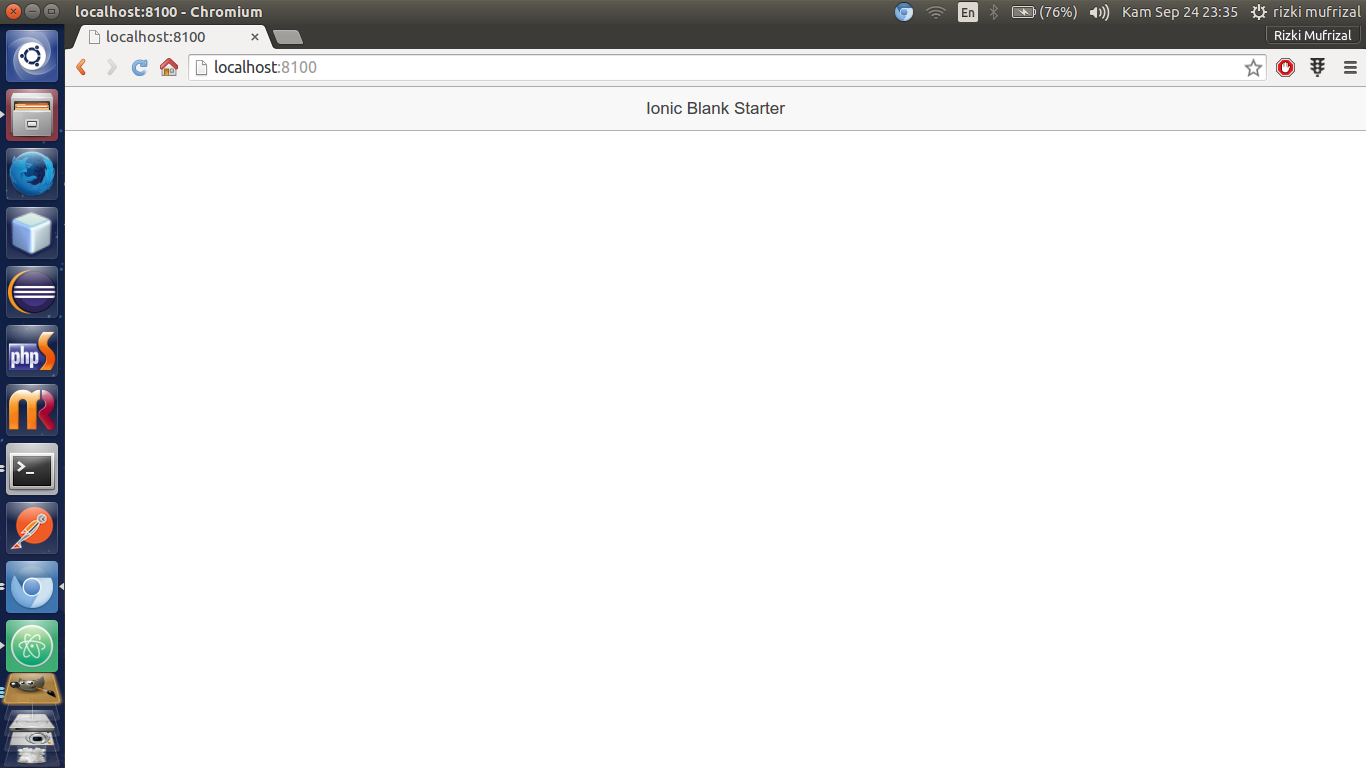 localhost:8100 - Chromium
En
(76%)
Kam Sep 24 23:35
rizki mufrizal
localhost:8100
Rizki Mufrizal
localhost:8100
Ionic Blank Starter
php S
MR
>_